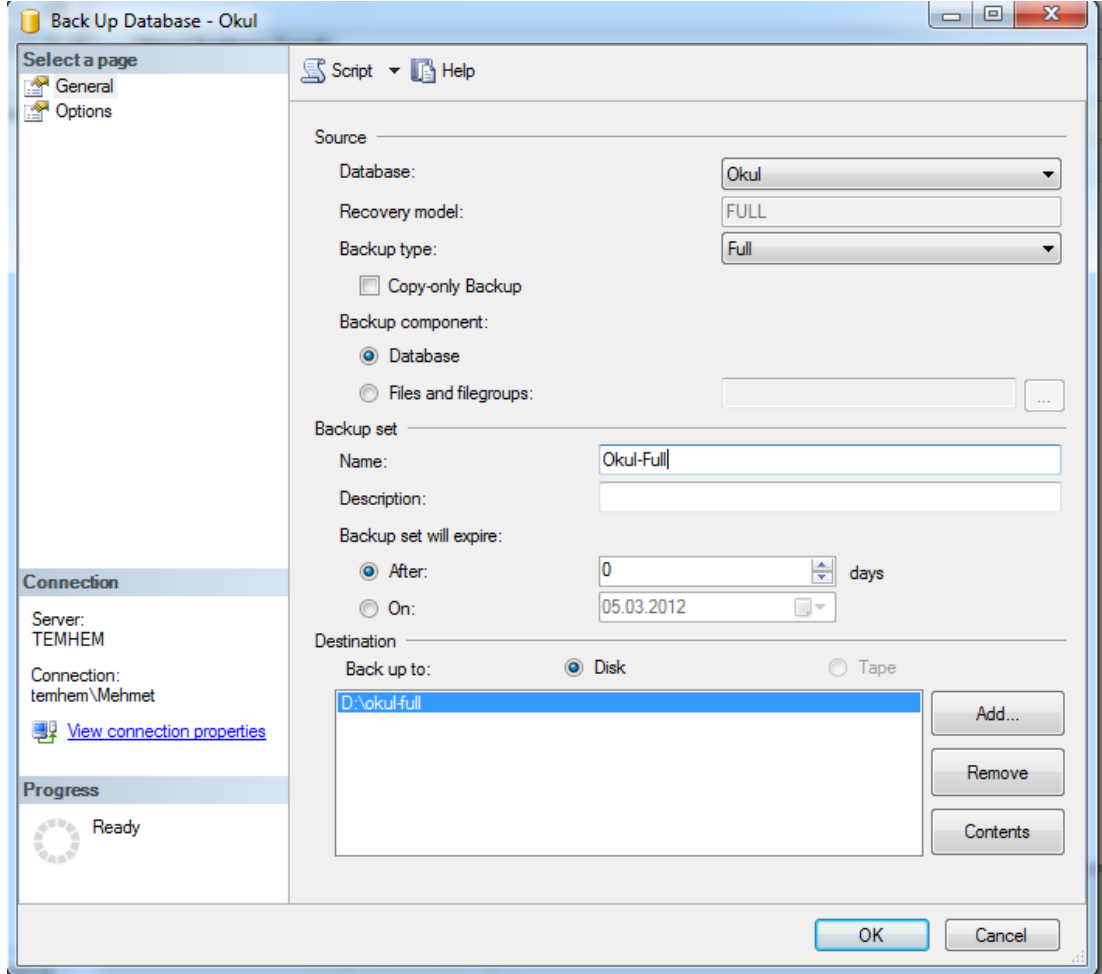 Back Up Database - Okul
Select a page
General
Options
Script Help
Source
Database: Okul
Recovery model: FULL
Backup type: Full
Copy-only Backup
Backup component:
Database
Files and filegroups: ...
Backup set
Name: Okul-Full
Description:
Backup set will expire:
After: 0 days
On: 05.03.2012
Destination
Back up to: Disk Tape
D:\okul-full
Add...
Remove
Contents
Connection
Server:
TEMHEM
Connection:
temhem\Mehmet
View connection properties
Progress
Ready
OK Cancel